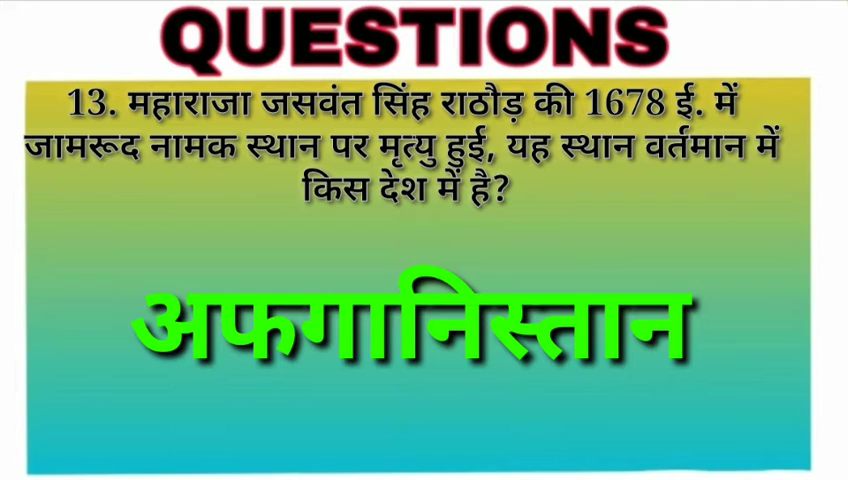 QUESTIONS
13. महाराजा जसवंत सिंह राठौड़ की 1678 ई. में
जामरूद नामक स्थान पर मृत्यु हुई, यह स्थान वर्तमान में
किस देश में है?
अफगानिस्तान